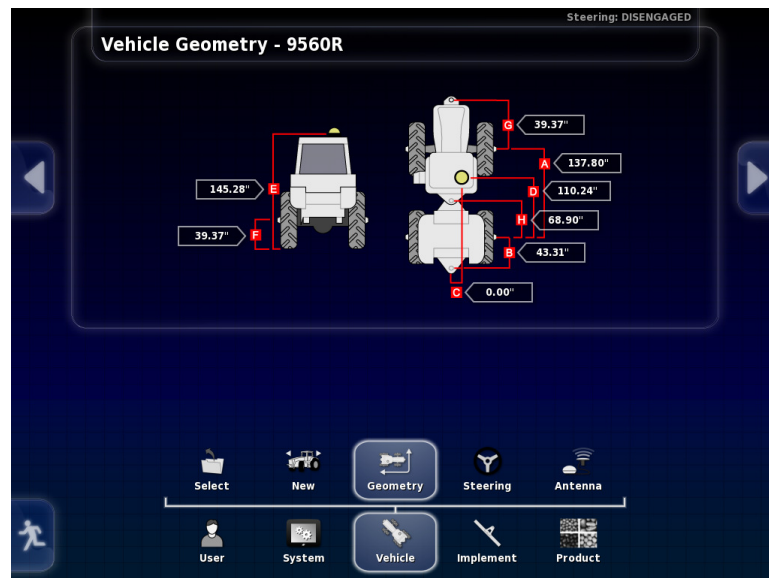 Steering: DISENGAGED
Vehicle Geometry - 9560R
G 39.37"
A 137.80"
145.28" E
D 110.24"
H 68.90"
39.37" F
B 43.31"
C 0.00"
Select New Geometry Steering Antenna
User System Vehicle Implement Product